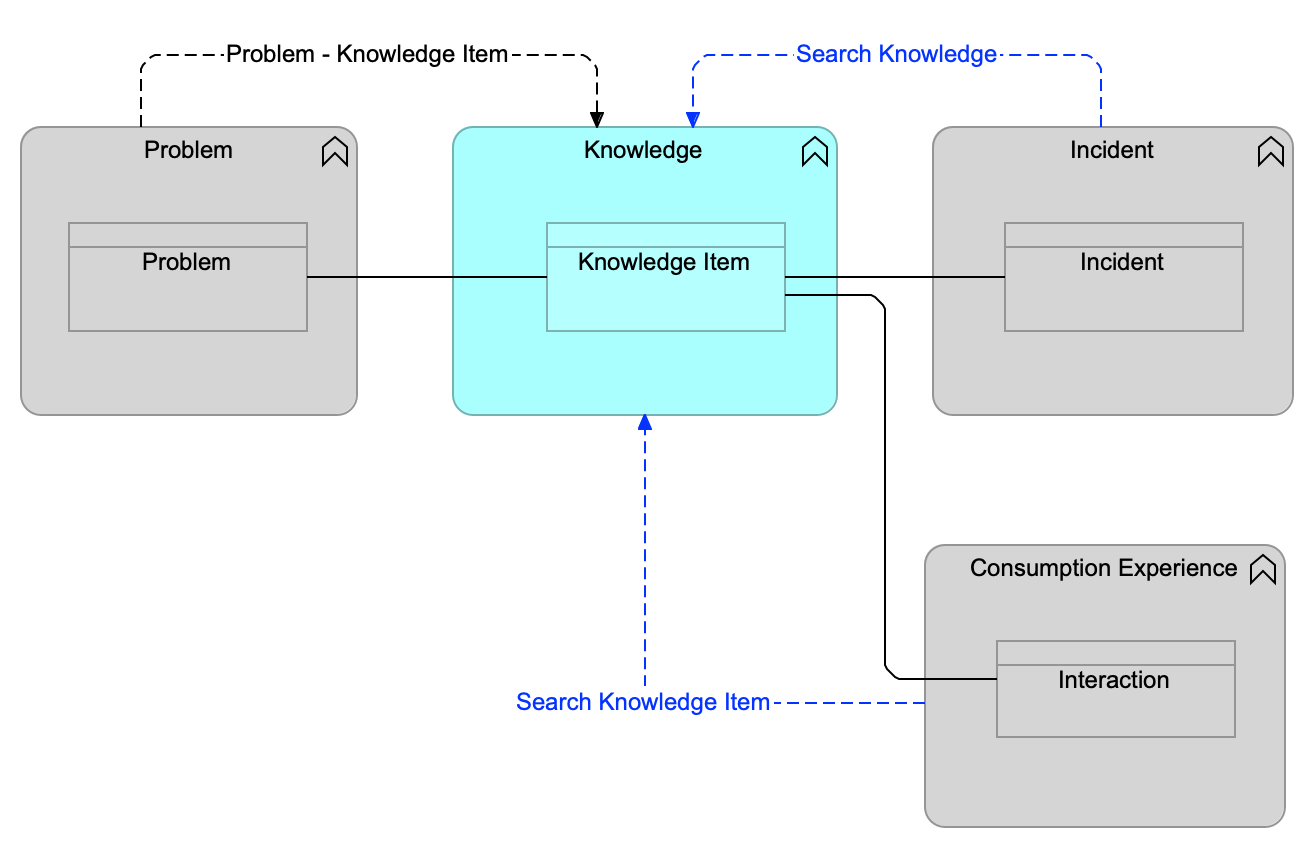 Problem - Knowledge Item
Search Knowledge
Problem
Knowledge
Incident
Problem
Knowledge Item
Incident
Consumption Experience
Interaction
Search Knowledge Item